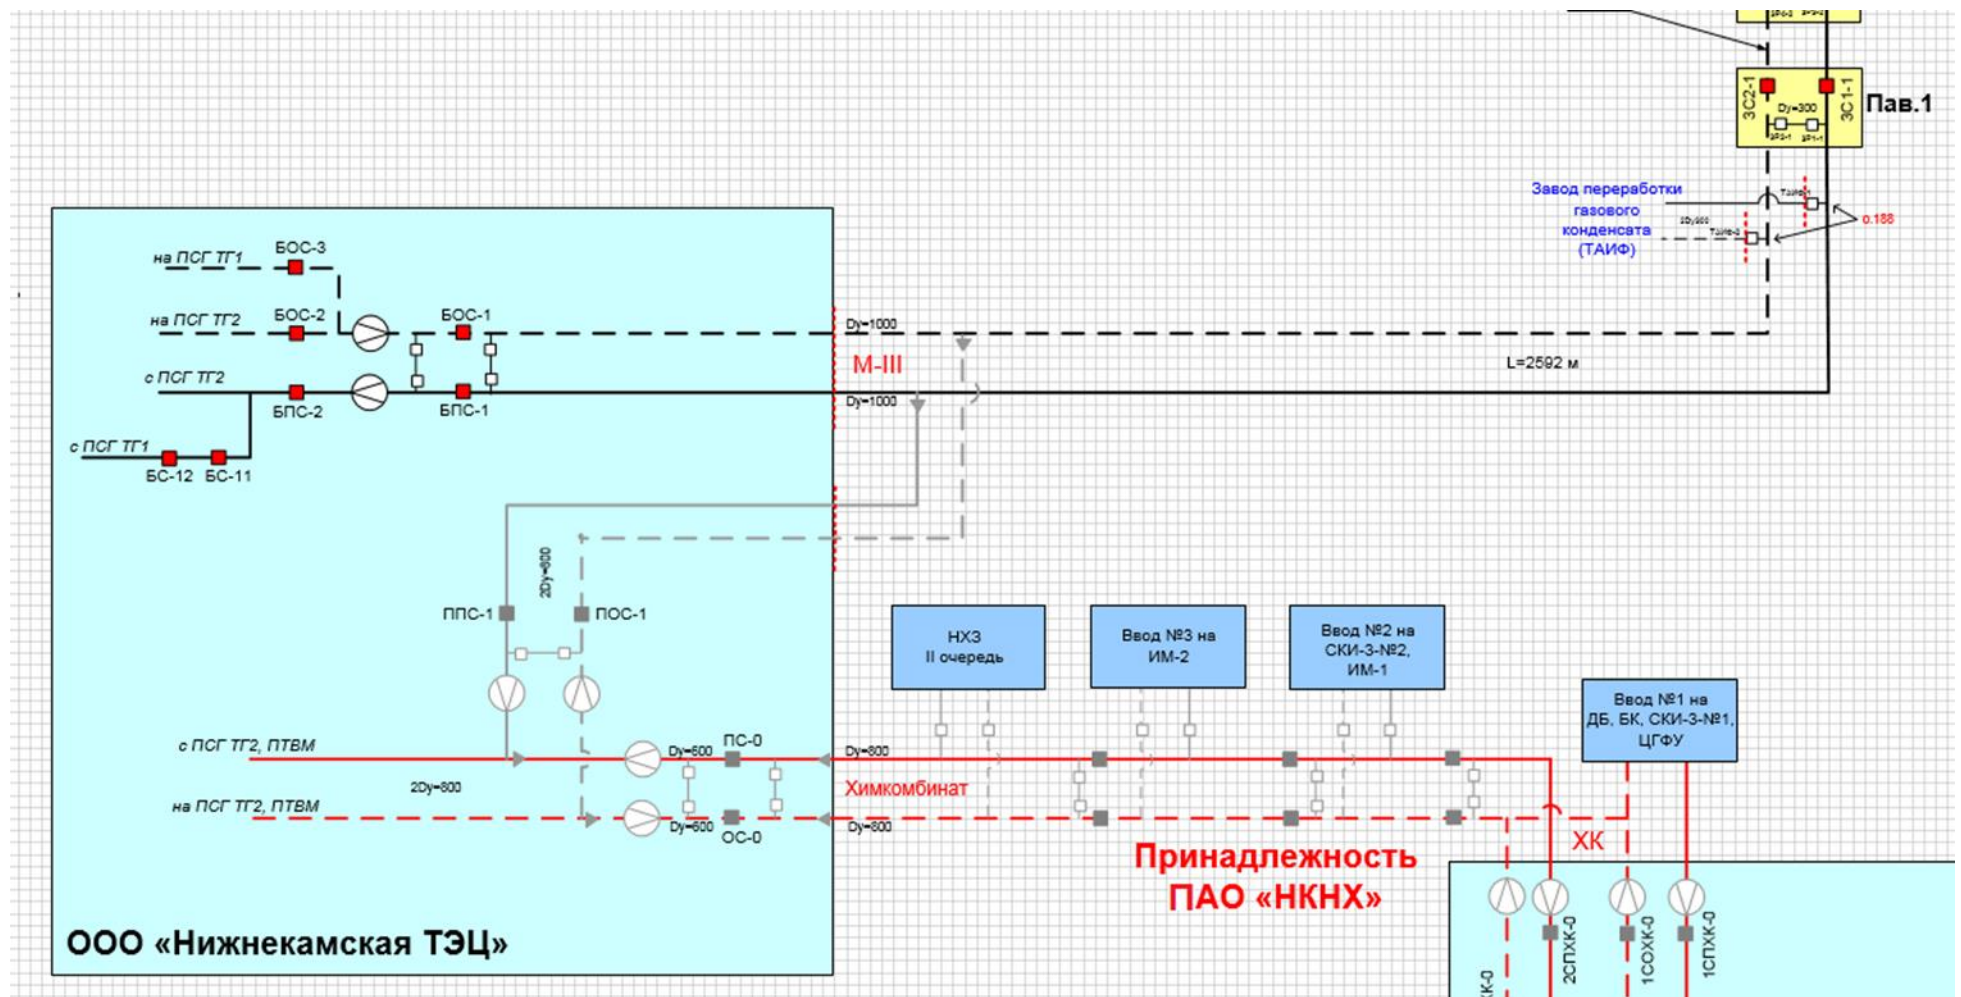 ЗС2-1
ЗС1-1
Dy=300
Пав.1
Завод переработки
газового
конденсата
(ТАИФ)
о.188
на ПСГ ТГ1
БОС-3
на ПСГ ТГ2
БОС-2
БОС-1
Dy=1000
М-III
L=2592 м
с ПСГ ТГ2
БПС-2
БПС-1
Dy=1000
с ПСГ ТГ1
БС-12
БС-11
2Dy=800
ППС-1
ПОС-1
НХЗ
II очередь
Ввод №3 на
ИМ-2
Ввод №2 на
СКИ-3-№2,
ИМ-1
Ввод №1 на
ДБ, БК, СКИ-3-№1,
ЦГФУ
с ПСГ ТГ2, ПТВМ
Dy=600
ПС-0
Dy=800
2Dy=800
Химкомбинат
на ПСГ ТГ2, ПТВМ
Dy=600
ОС-0
Dy=800
ХК
Принадлежность
ПАО «НКНХ»
ООО «Нижнекамская ТЭЦ»
2СПХК-0
1СОХК-0
1СПХК-0